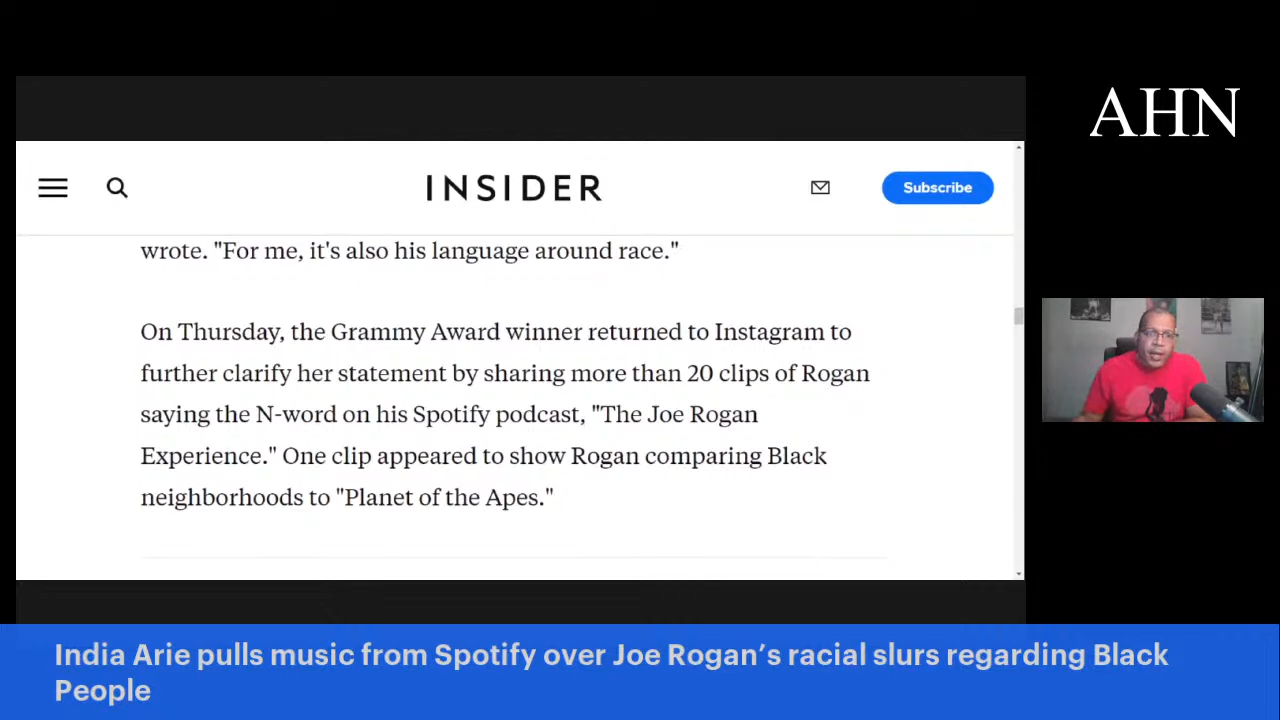 AHN
INSIDER
Subscribe
wrote. "For me, it's also his language around race."
On Thursday, the Grammy Award winner returned to Instagram to
further clarify her statement by sharing more than 20 clips of Rogan
saying the N-word on his Spotify podcast, "The Joe Rogan
Experience." One clip appeared to show Rogan comparing Black
neighborhoods to "Planet of the Apes."
India Arie pulls music from Spotify over Joe Rogan’s racial slurs regarding Black
People